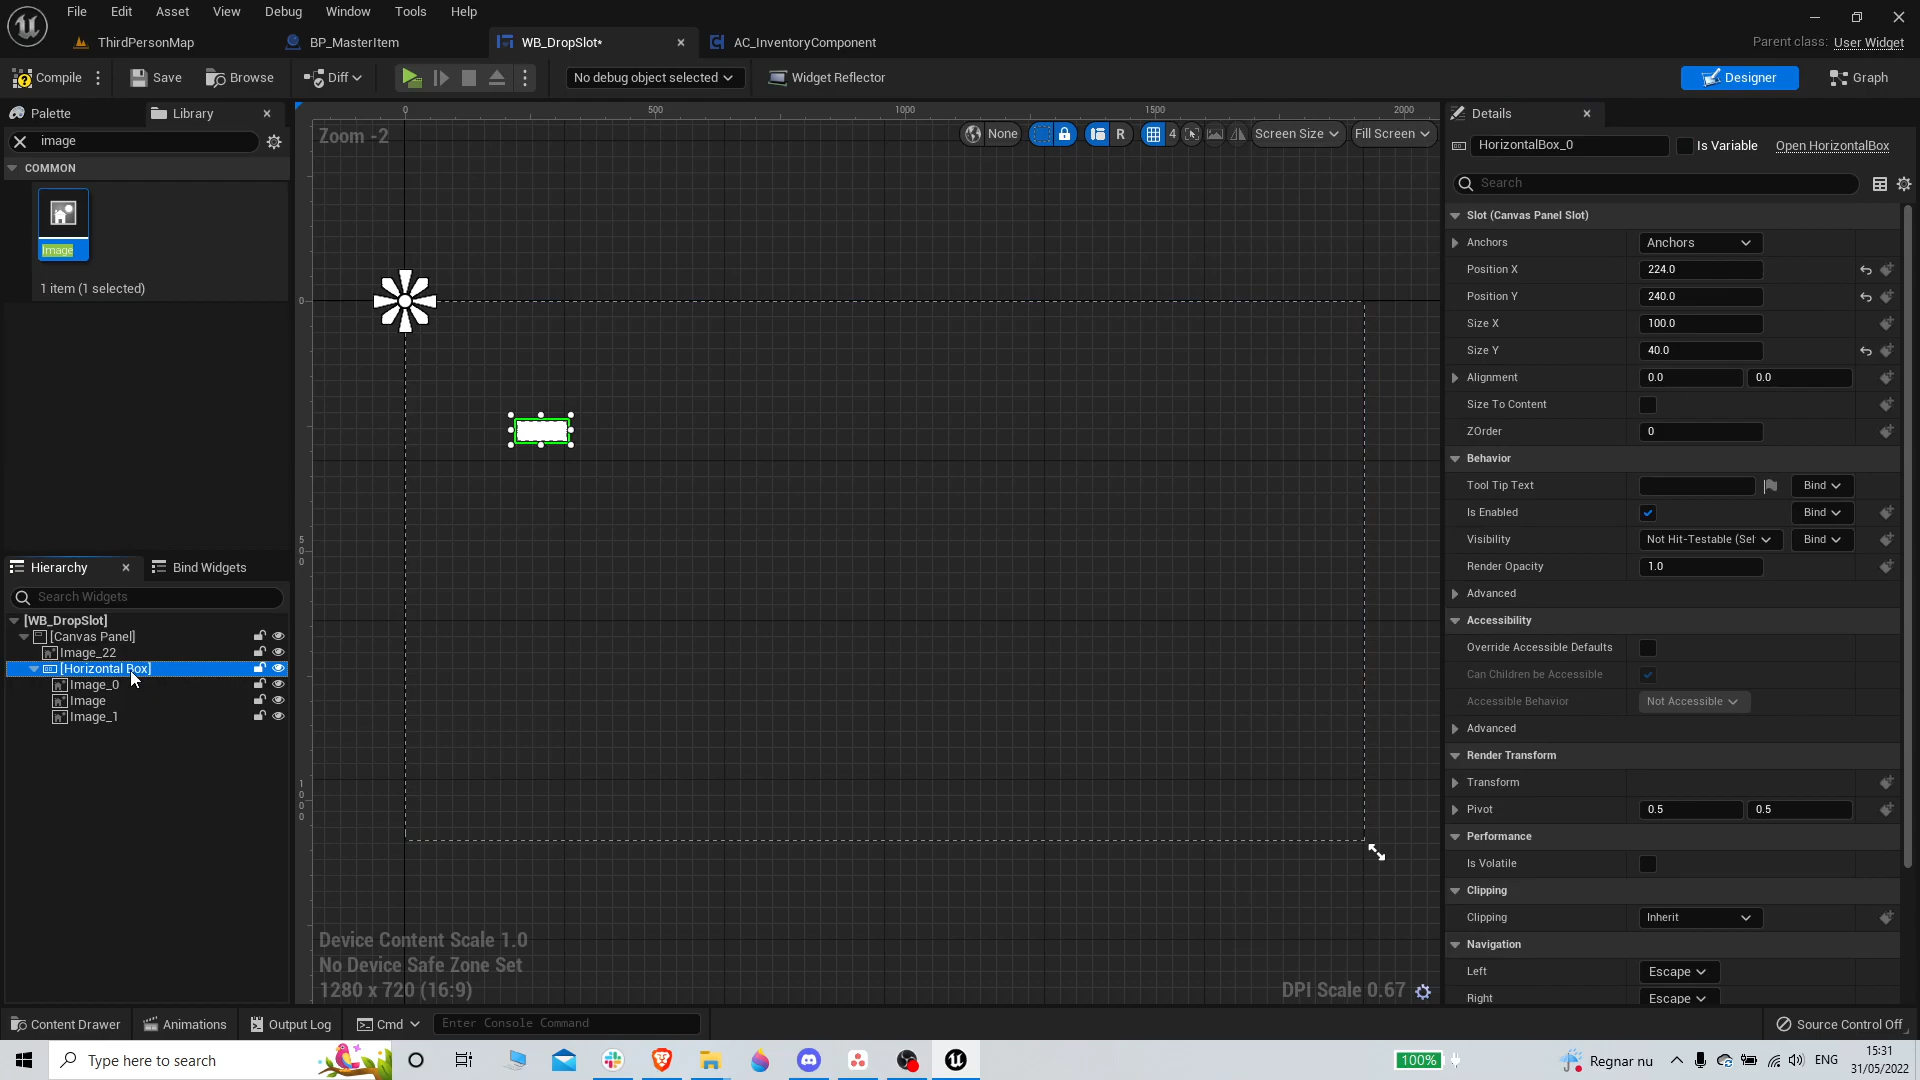 File Edit Asset View Debug Window Tools Help
ThirdPersonMap BP_MasterItem WB_DropSlot* AC_InventoryComponent Parent class: User Widget
Compile Save Browse Diff No debug object selected Widget Reflector Designer Graph
Palette Library
image
COMMON
Image
1 item (1 selected)
Hierarchy Bind Widgets
Search Widgets
[WB_DropSlot]
[Canvas Panel]
Image_22
[Horizontal Box]
Image_0
Image
Image_1
0 500 1000 1500 2000
Zoom -2 None R 4 Screen Size Fill Screen
0
5
0
0
1
0
0
0
Device Content Scale 1.0
No Device Safe Zone Set
1280 x 720 (16:9) DPI Scale 0.67
Details
HorizontalBox_0 Is Variable Open HorizontalBox
Search
Slot (Canvas Panel Slot)
Anchors Anchors
Position X 224.0
Position Y 240.0
Size X 100.0
Size Y 40.0
Alignment 0.0 0.0
Size To Content
ZOrder 0
Behavior
Tool Tip Text Bind
Is Enabled Bind
Visibility Not Hit-Testable (Sel Bind
Render Opacity 1.0
Advanced
Accessibility
Override Accessible Defaults
Can Children be Accessible
Accessible Behavior Not Accessible
Advanced
Render Transform
Transform
Pivot 0.5 0.5
Performance
Is Volatile
Clipping
Clipping Inherit
Navigation
Left Escape
Right Escape
Content Drawer Animations Output Log Cmd Enter Console Command Source Control Off
Type here to search 100% Regnar nu ENG 15:31
31/05/2022